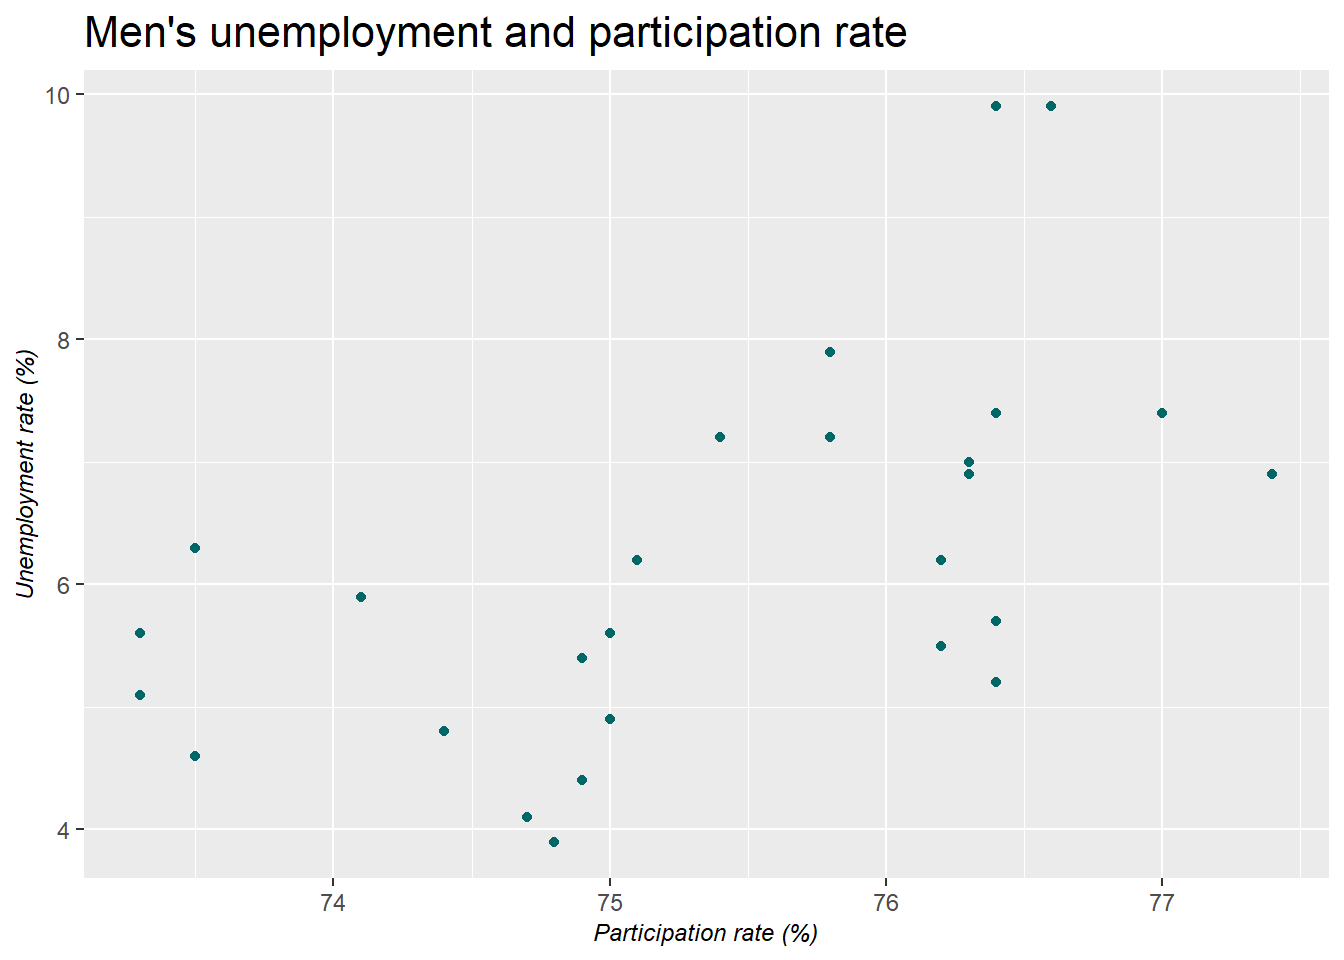 Men's unemployment and participation rate
10
8
6
4
Unemployment rate (%)
74 75 76 77
Participation rate (%)